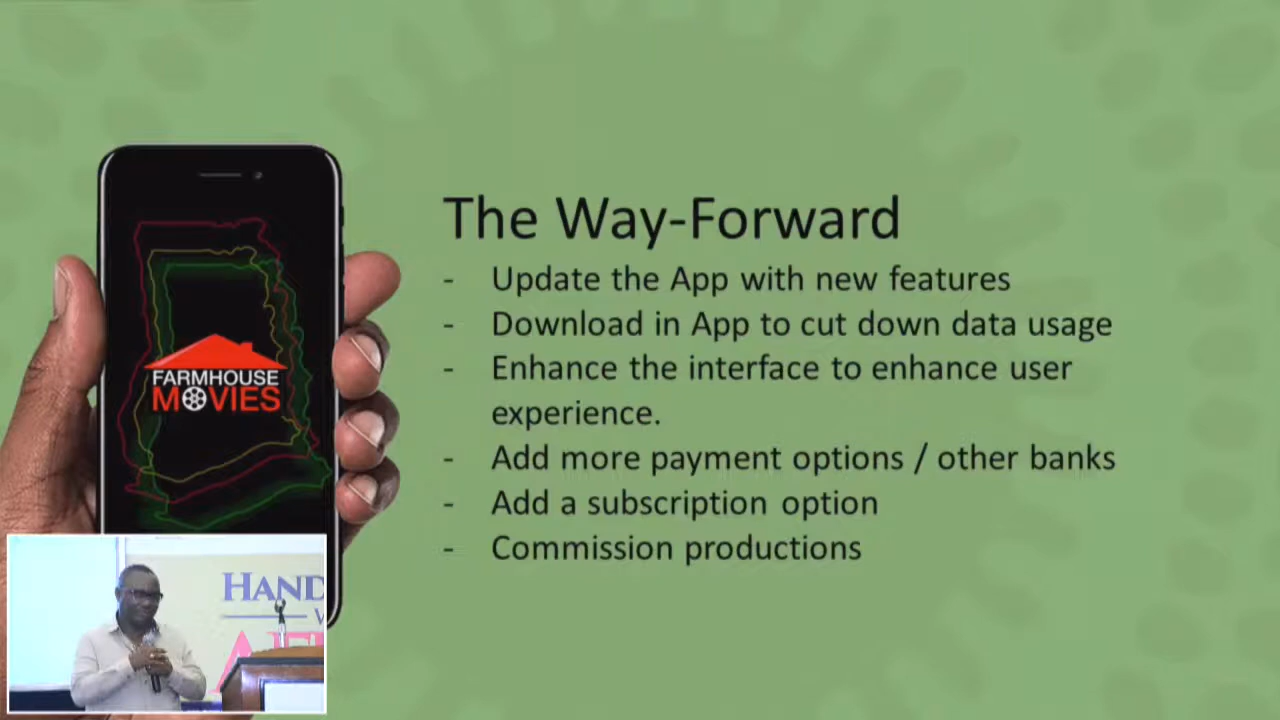 The Way-Forward
- Update the App with new features
- Download in App to cut down data usage
- Enhance the interface to enhance user
experience.
- Add more payment options / other banks
- Add a subscription option
- Commission productions
FARMHOUSE
MOVIES
HAND